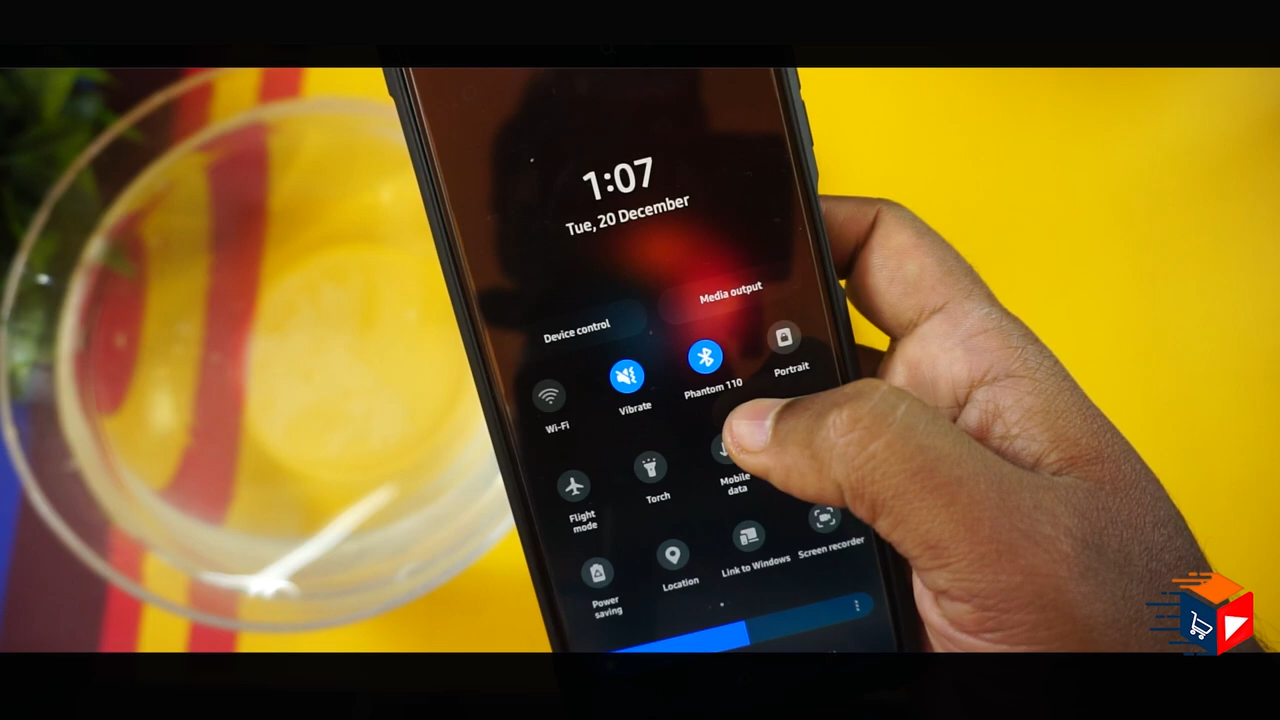 1:07
Tue, 20 December
Device control
Media output
Wi-Fi
Vibrate
Phantom 110
Portrait
Flight
mode
Torch
Mobile
data
Power
saving
Location
Link to Windows
Screen recorder